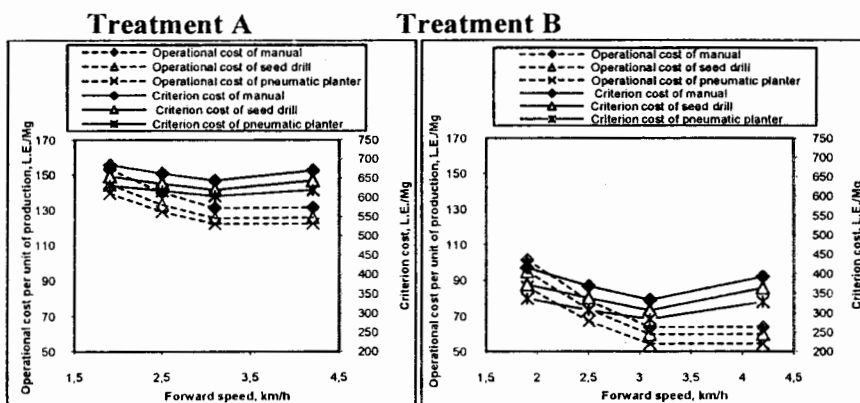 Treatment A
Treatment B
Operational cost of manual
Operational cost of seed drill
Operational cost of pneumatic planter
Criterion cost of manual
Criterion cost of seed drill
Criterion cost of pneumatic planter
Operational cost per unit of production, L.E./Mg
170
150
130
110
90
70
50
750
700
650
600
550
500
450
400
350
300
250
200
Criterion cost, L.E./Mg
1,5
2,5
3,5
4,5
Forward speed, km/h
Operational cost of manual
Operational cost of seed drill
Operational cost of pneumatic planter
Criterion cost of manual
Criterion cost of seed drill
Criterion cost of pneumatic planter
Operational cost per unit of production, L.E./Mg
170
150
130
110
90
70
50
750
700
650
600
550
500
450
400
350
300
250
200
Criterion cost, L.E./Mg
1,5
2
2,5
3
3,5
4
4,5
Forward speed, km/h